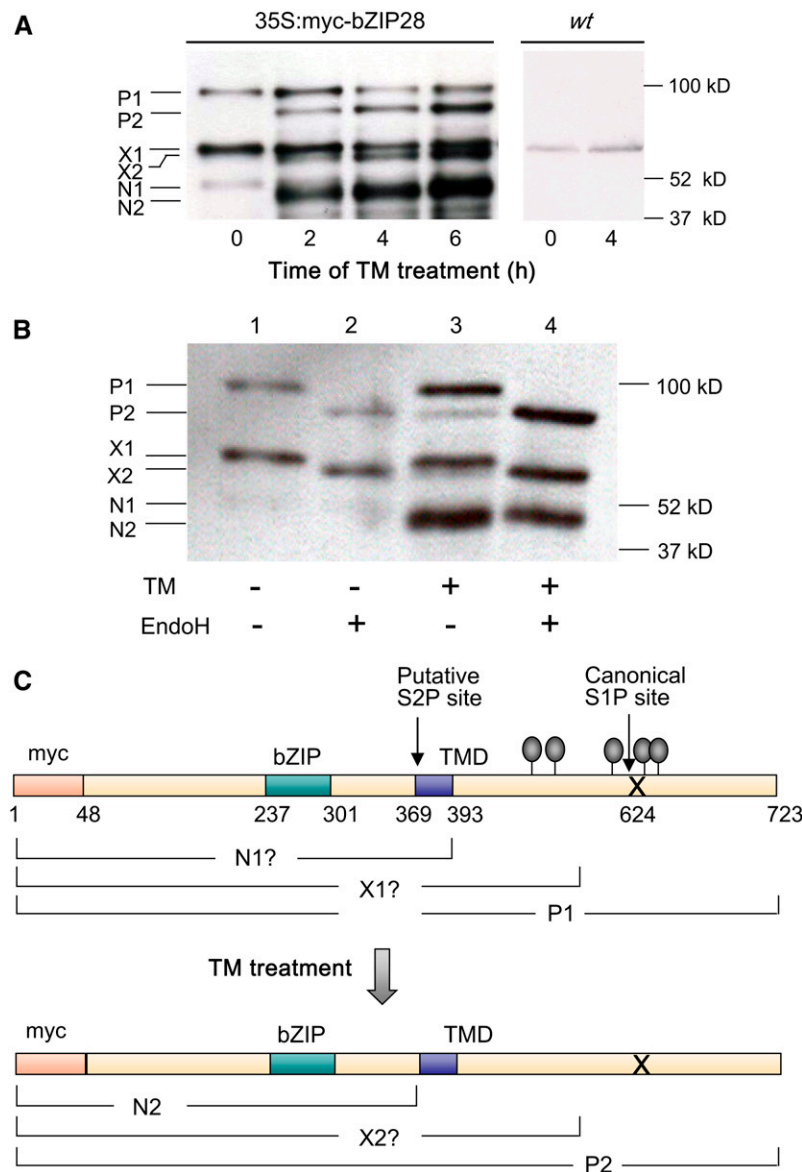 A
35S:myc-bZIP28 wt
P1
P2
X1
X2
N1
N2
100 kD
52 kD
37 kD
0 2 4 6 0 4
Time of TM treatment (h)
B
1 2 3 4
P1
P2
X1
X2
N1
N2
100 kD
52 kD
37 kD
TM - - + +
EndoH - + - +
C
Putative
S2P site
Canonical
S1P site
myc bZIP TMD
X
1 48 237 301 369 393 624 723
N1?
X1?
P1
TM treatment
myc bZIP TMD
X
N2
X2?
P2